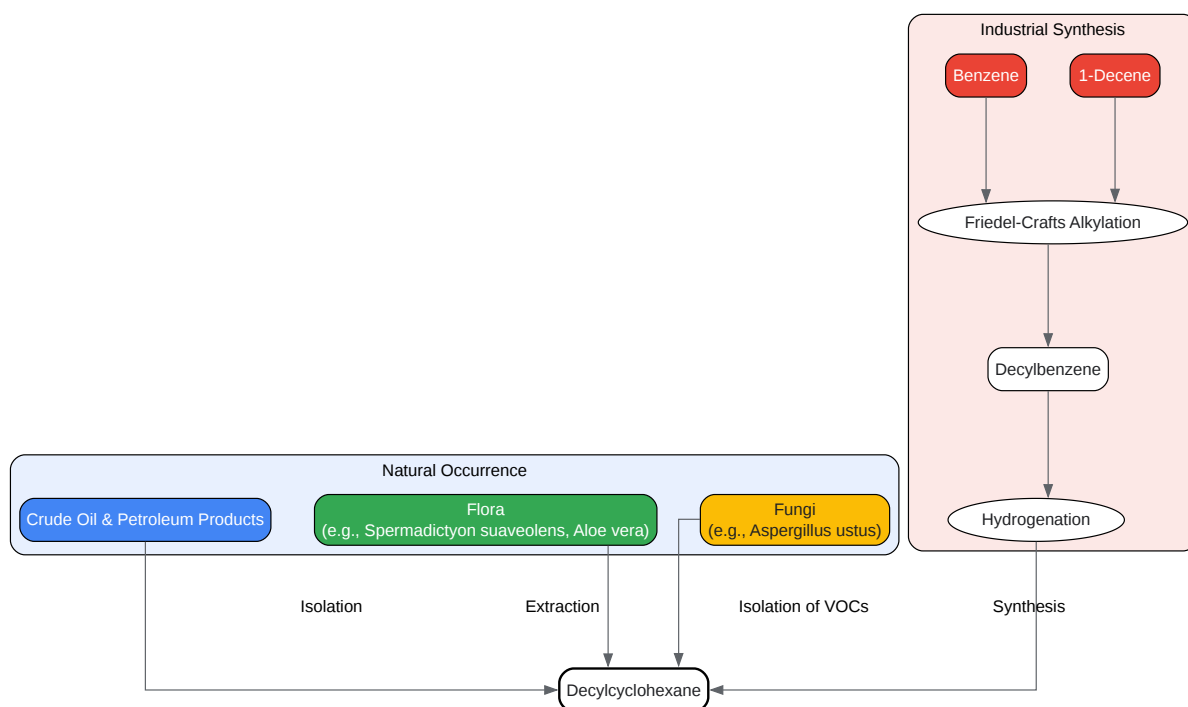 Industrial Synthesis
Benzene
1-Decene
Friedel-Crafts Alkylation
Decylbenzene
Hydrogenation
Natural Occurrence
Crude Oil & Petroleum Products
Flora
(e.g., Spermadictyon suaveolens, Aloe vera)
Fungi
(e.g., Aspergillus ustus)
Isolation
Extraction
Isolation of VOCs
Synthesis
Decylcyclohexane